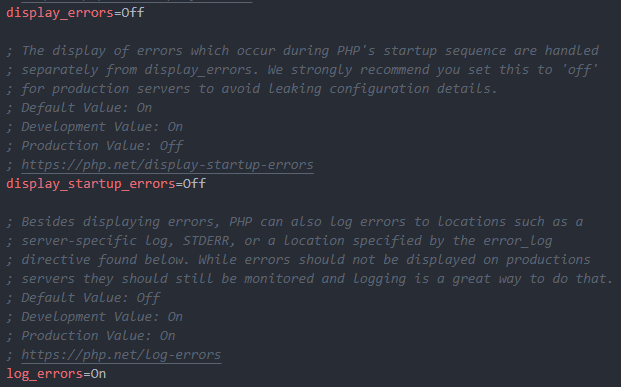 display_errors=Off
; The display of errors which occur during PHP's startup sequence are handled
; separately from display_errors. We strongly recommend you set this to 'off'
; for production servers to avoid leaking configuration details.
; Default Value: On
; Development Value: On
; Production Value: Off
; https://php.net/display-startup-errors
display_startup_errors=Off
; Besides displaying errors, PHP can also log errors to locations such as a
; server-specific log, STDERR, or a location specified by the error_log
; directive found below. While errors should not be displayed on productions
; servers they should still be monitored and logging is a great way to do that.
; Default Value: Off
; Development Value: On
; Production Value: On
; https://php.net/log-errors
log_errors=On